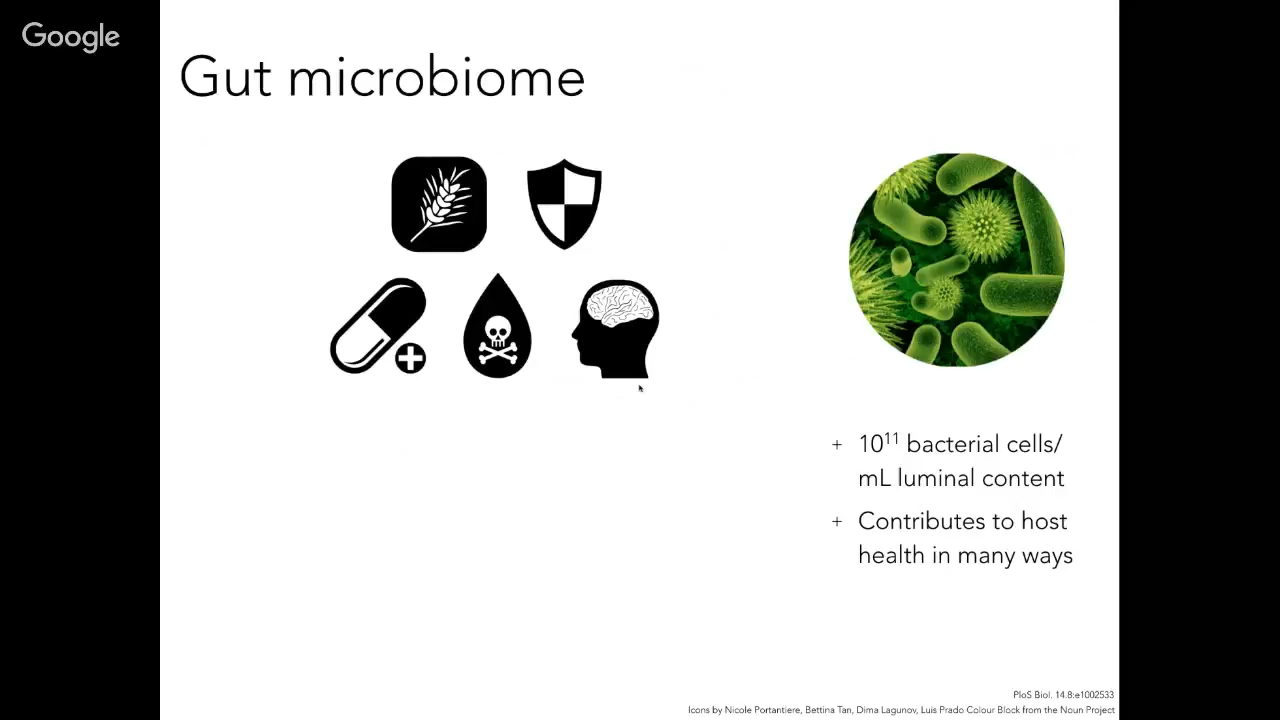 Google
Gut microbiome
+ 10¹¹ bacterial cells/
mL luminal content
+ Contributes to host
health in many ways
PloS Biol. 14.8:e1002533
Icons by Nicole Portantiere, Bettina Tan, Dima Lagunov, Luis Prado Colour Block from the Noun Project